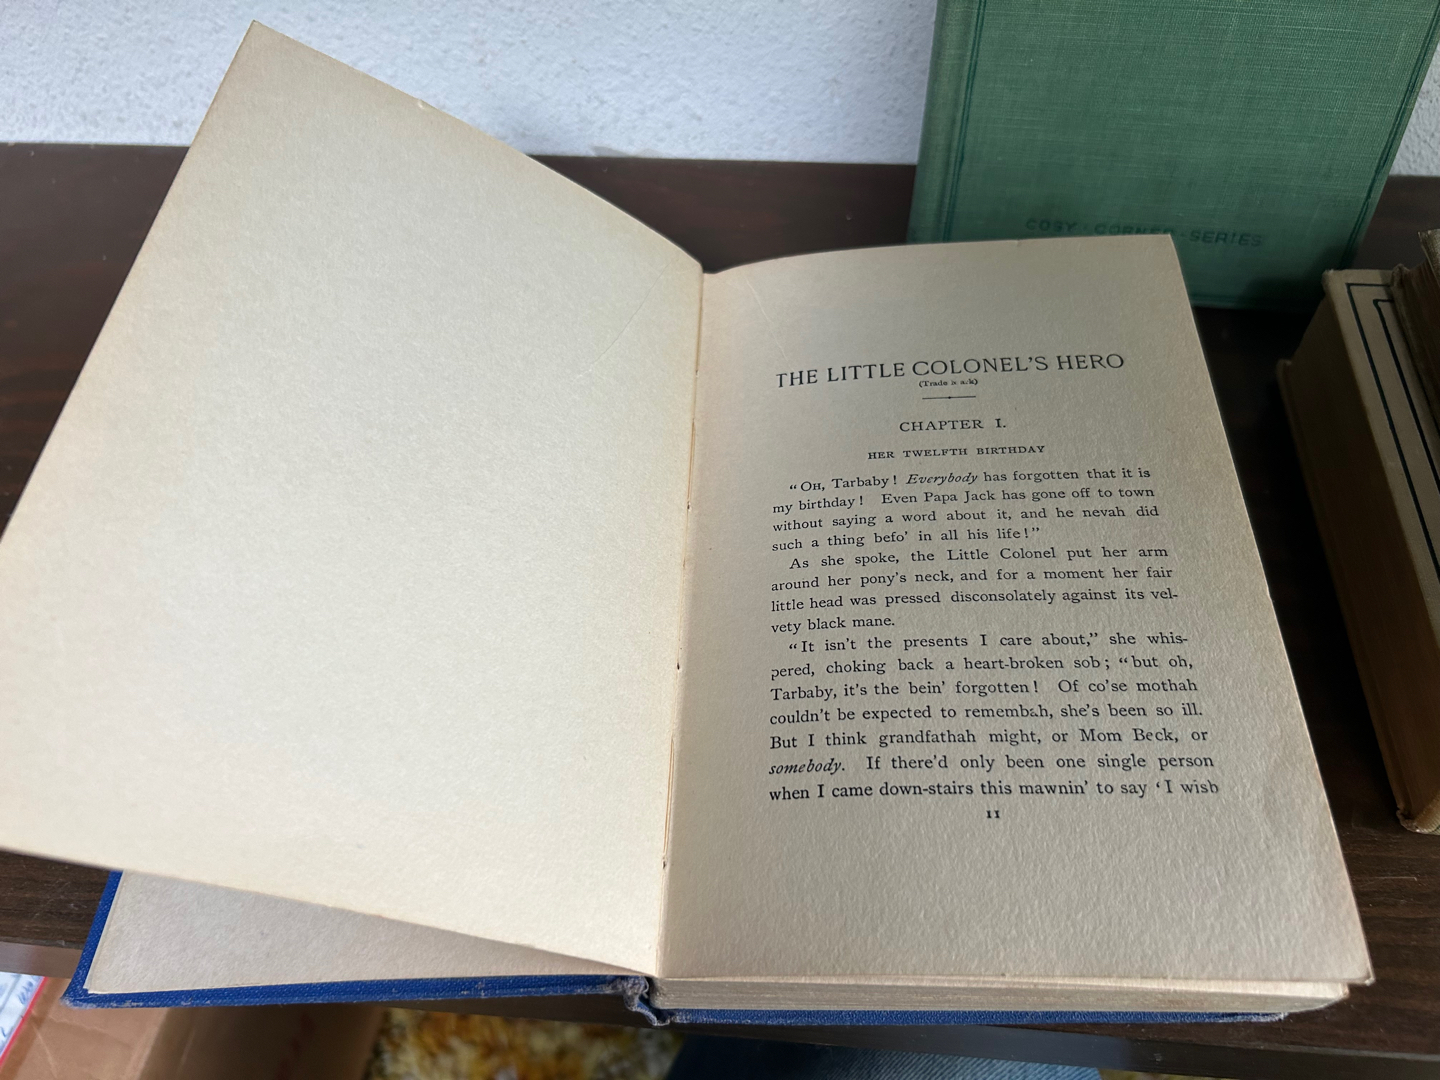 COSY CORNER SERIES
THE LITTLE COLONEL'S HERO
(Trade Mark)
CHAPTER I.
HER TWELFTH BIRTHDAY
“OH, Tarbaby! Everybody has forgotten that it is
my birthday! Even Papa Jack has gone off to town
without saying a word about it, and he nevah did
such a thing befo' in all his life!”
As she spoke, the Little Colonel put her arm
around her pony's neck, and for a moment her fair
little head was pressed disconsolately against its vel-
vety black mane.
“It isn't the presents I care about,” she whis-
pered, choking back a heart-broken sob; “but oh,
Tarbaby, it's the bein' forgotten! Of co'se mothah
couldn't be expected to remembah, she's been so ill.
But I think grandfathah might, or Mom Beck, or
somebody. If there'd only been one single person
when I came down-stairs this mawnin' to say ‘I wish
11